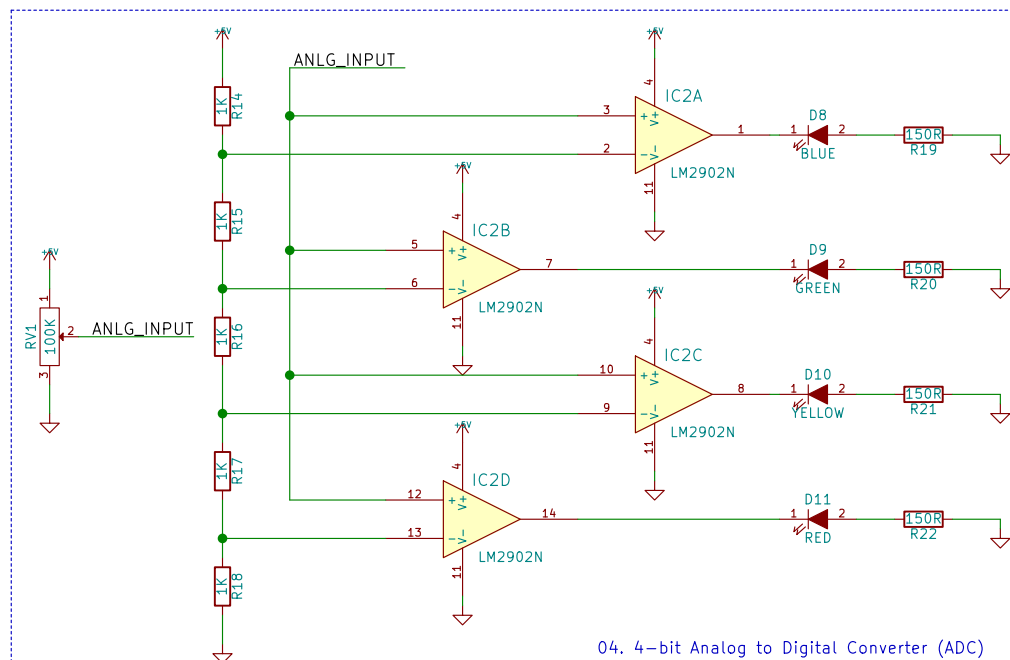 +5V
R14
1K
ANLG_INPUT
+5V
4
IC2A
3
+
V+
2
−
V−
11
1
LM2902N
D8
1
2
BLUE
150R
R19
R15
1K
+5V
4
IC2B
5
+
V+
6
−
V−
11
7
LM2902N
D9
1
2
GREEN
150R
R20
+5V
1
RV1
100K
2
ANLG_INPUT
3
R16
1K
+5V
4
IC2C
10
+
V+
9
−
V−
11
8
LM2902N
D10
1
2
YELLOW
150R
R21
R17
1K
+5V
4
IC2D
12
+
V+
13
−
V−
11
14
LM2902N
D11
1
2
RED
150R
R22
R18
1K
04. 4-bit Analog to Digital Converter (ADC)